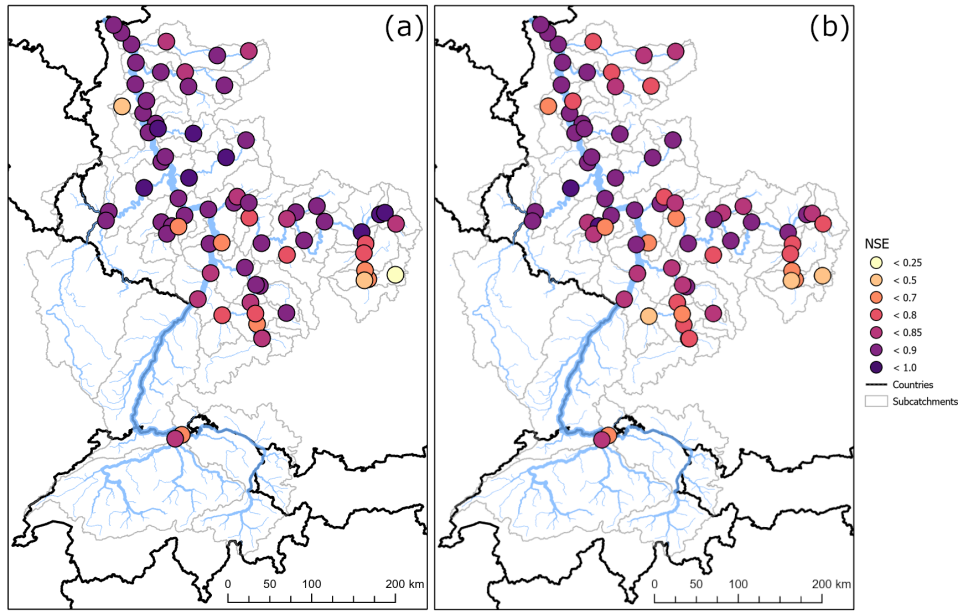 (a)
(b)
NSE
< 0.25
< 0.5
< 0.7
< 0.8
< 0.85
< 0.9
< 1.0
Countries
Subcatchments
0 50 100 200 km
0 50 100 200 km